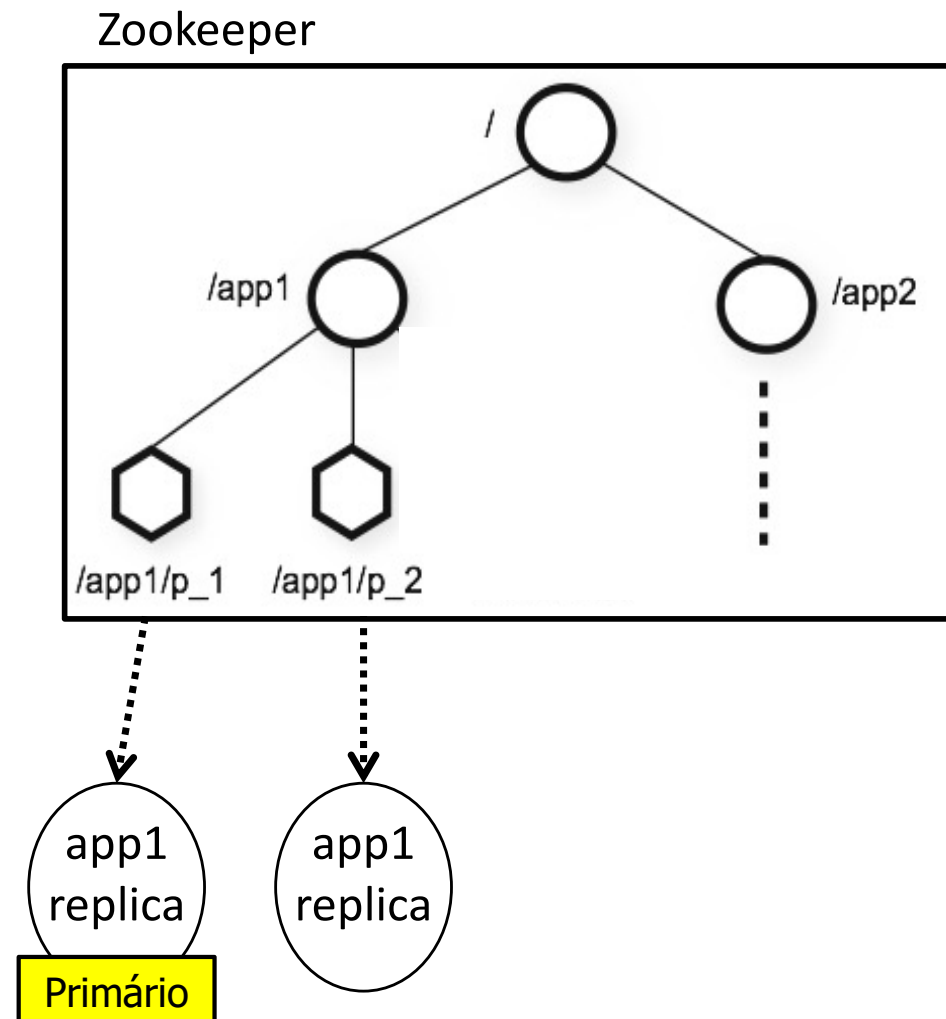 Zookeeper
/
/app1
/app2
/app1/p_1
/app1/p_2
app1
replica
app1
replica
Primário